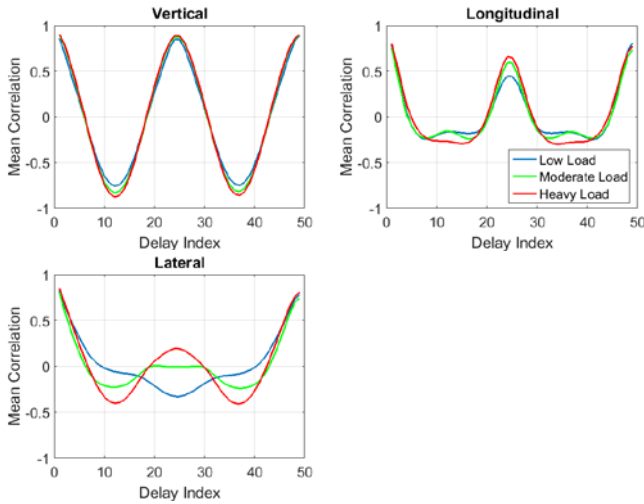 Vertical
1
0.5
0
-0.5
-1
Mean Correlation
0 10 20 30 40 50
Delay Index
Longitudinal
1
0.5
0
-0.5
-1
Mean Correlation
Low Load
Moderate Load
Heavy Load
0 10 20 30 40 50
Delay Index
Lateral
1
0.5
0
-0.5
-1
Mean Correlation
0 10 20 30 40 50
Delay Index